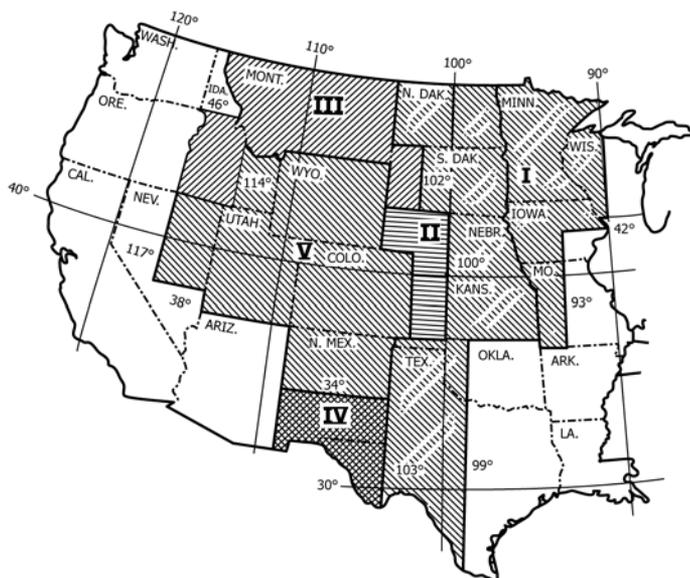 120°
WASH.
110°
100°
90°
MONT.
IDA.
46°
III
N. DAK.
MINN.
ORE.
WIS.
S. DAK
I
CAL.
WYO.
114°
102°
40°
NEV.
UTAH
IOWA
II
NEBR.
42°
117°
V
COLO.
100°
MO.
KANS.
38°
93°
ARIZ.
N. MEX.
TEX.
OKLA.
ARK.
34°
IV
LA.
103°
99°
30°